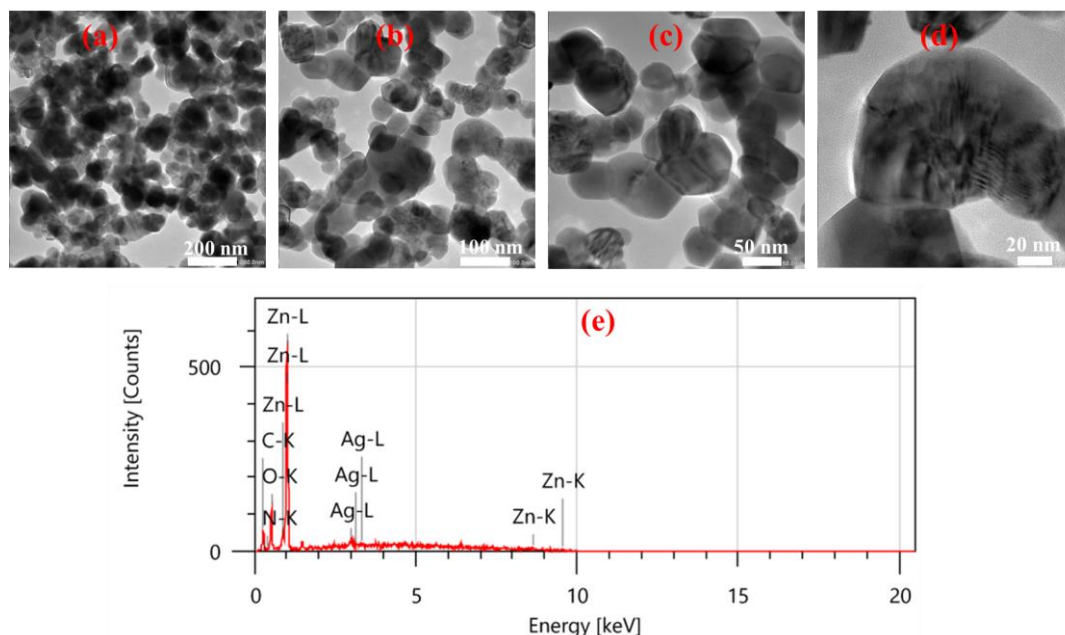 (a)
(b)
(c)
(d)
200 nm
100 nm
50 nm
20 nm
(e)
Zn-L
Zn-L
Zn-L
C-K
O-K
N-K
Ag-L
Ag-L
Ag-L
Zn-K
Zn-K
Intensity [Counts]
500
0
0
5
10
15
20
Energy [keV]